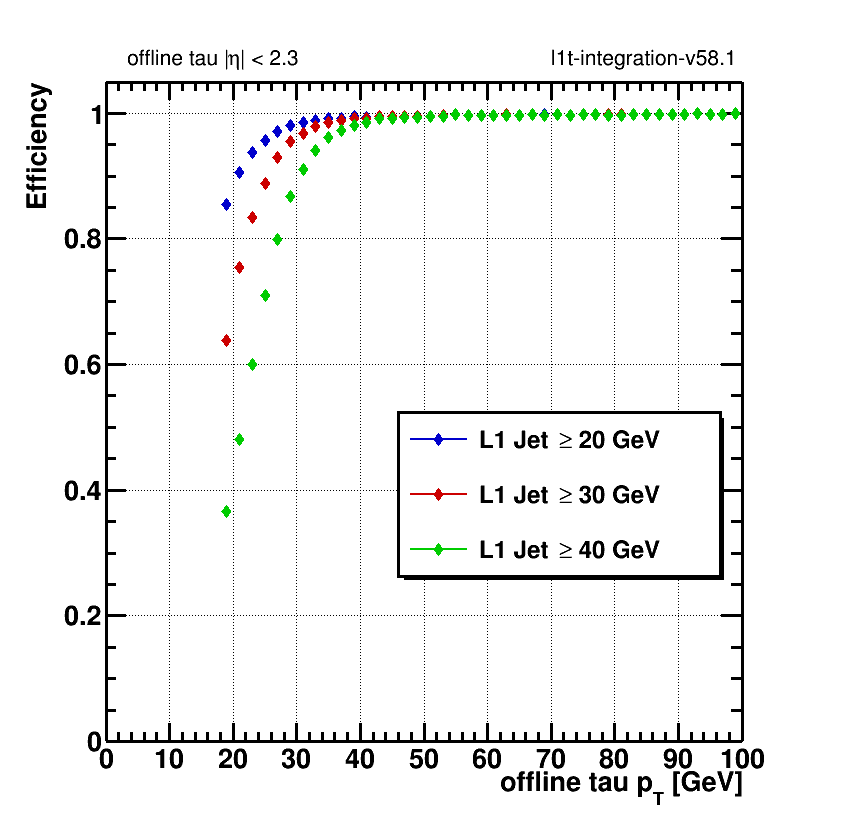 offline tau |η| < 2.3
l1t-integration-v58.1
Efficiency
1
0.8
0.6
0.4
0.2
0
L1 Jet ≥ 20 GeV
L1 Jet ≥ 30 GeV
L1 Jet ≥ 40 GeV
0 10 20 30 40 50 60 70 80 90 100
offline tau p_T [GeV]